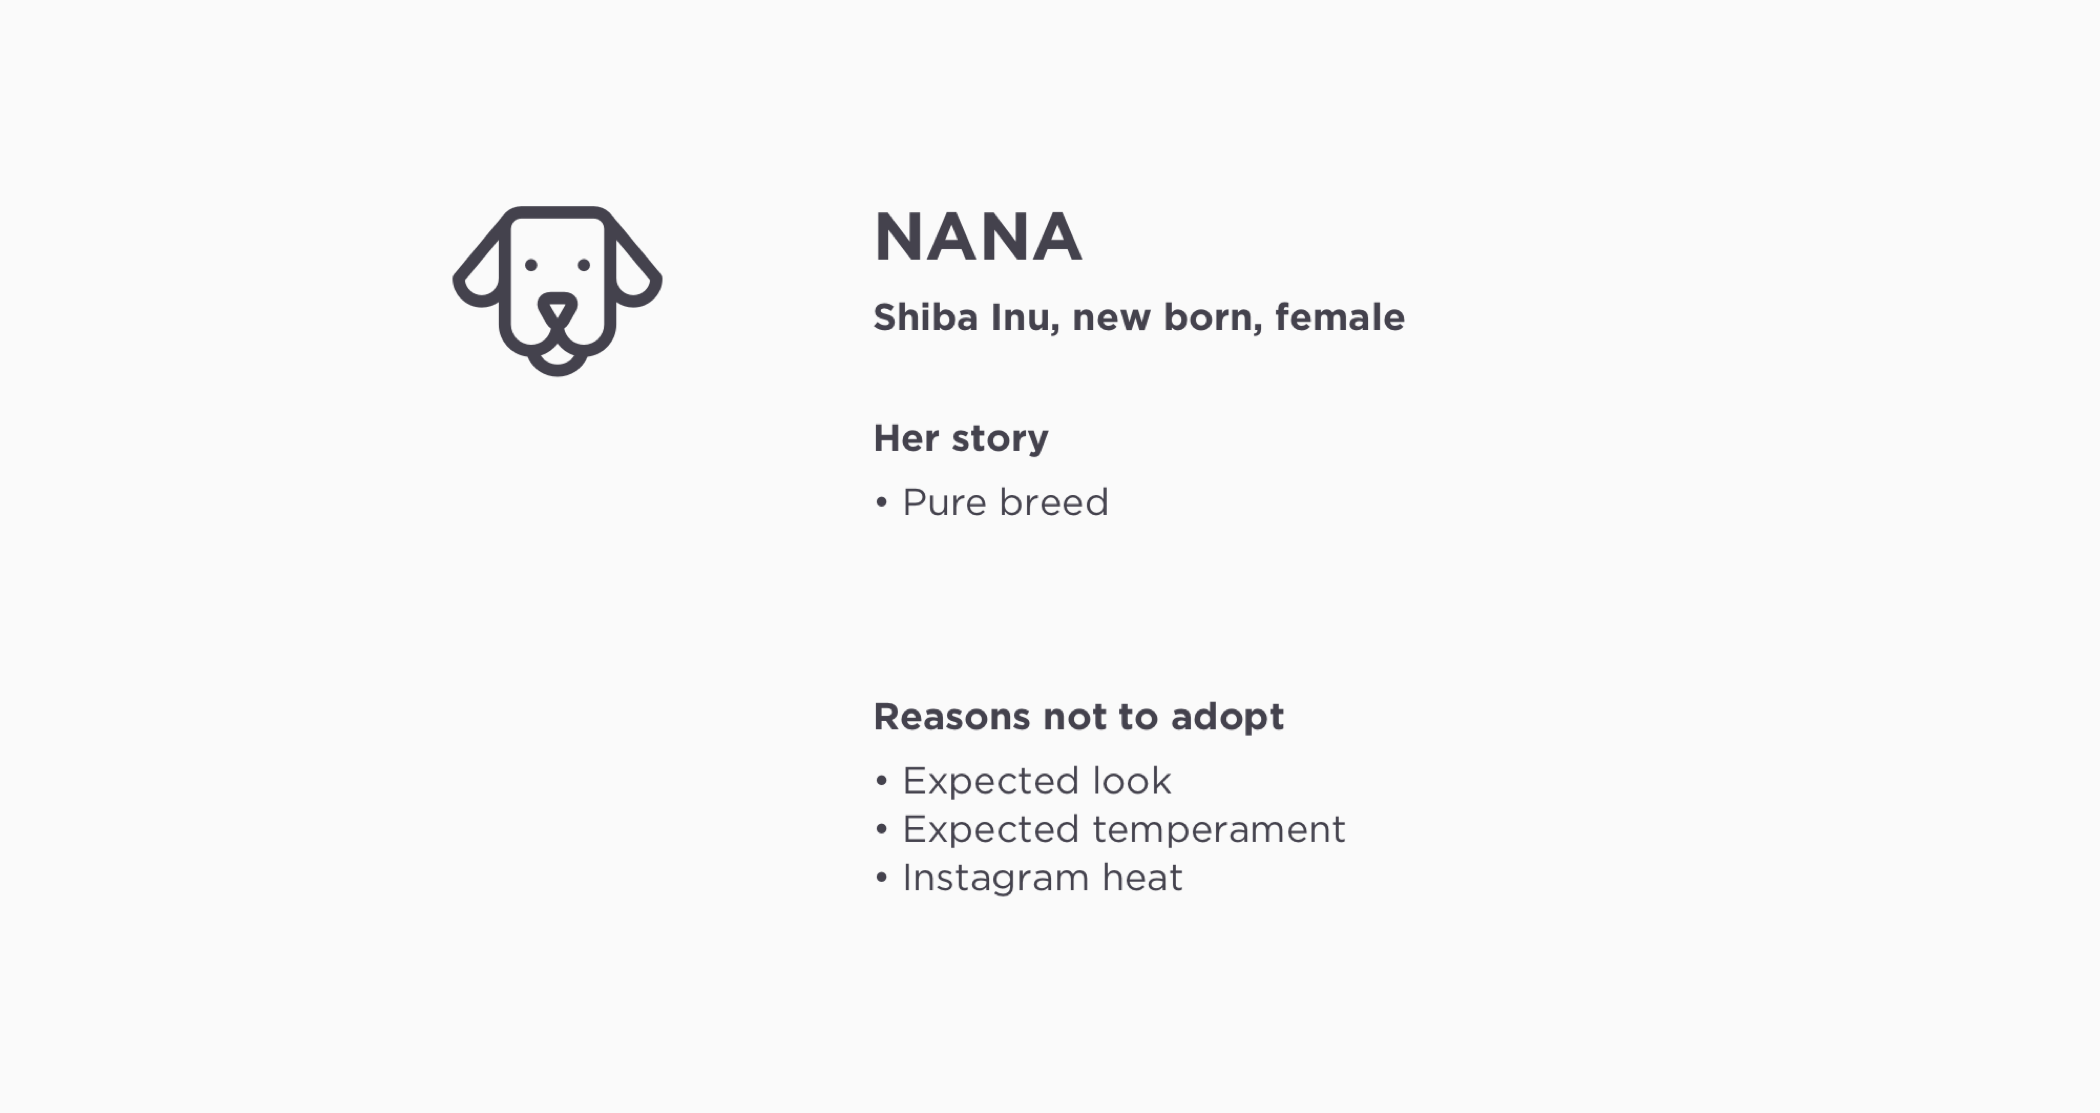 NANA
Shiba Inu, new born, female
Her story
• Pure breed
Reasons not to adopt
• Expected look
• Expected temperament
• Instagram heat